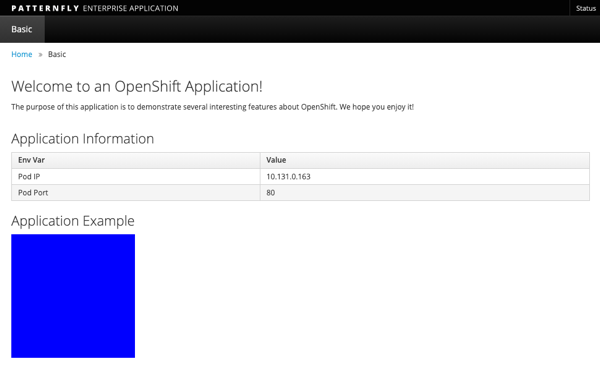 PATTERNFLY ENTERPRISE APPLICATION Status
Basic
Home » Basic
Welcome to an OpenShift Application!
The purpose of this application is to demonstrate several interesting features about OpenShift. We hope you enjoy it!
Application Information
Env Var Value
Pod IP 10.131.0.163
Pod Port 80
Application Example